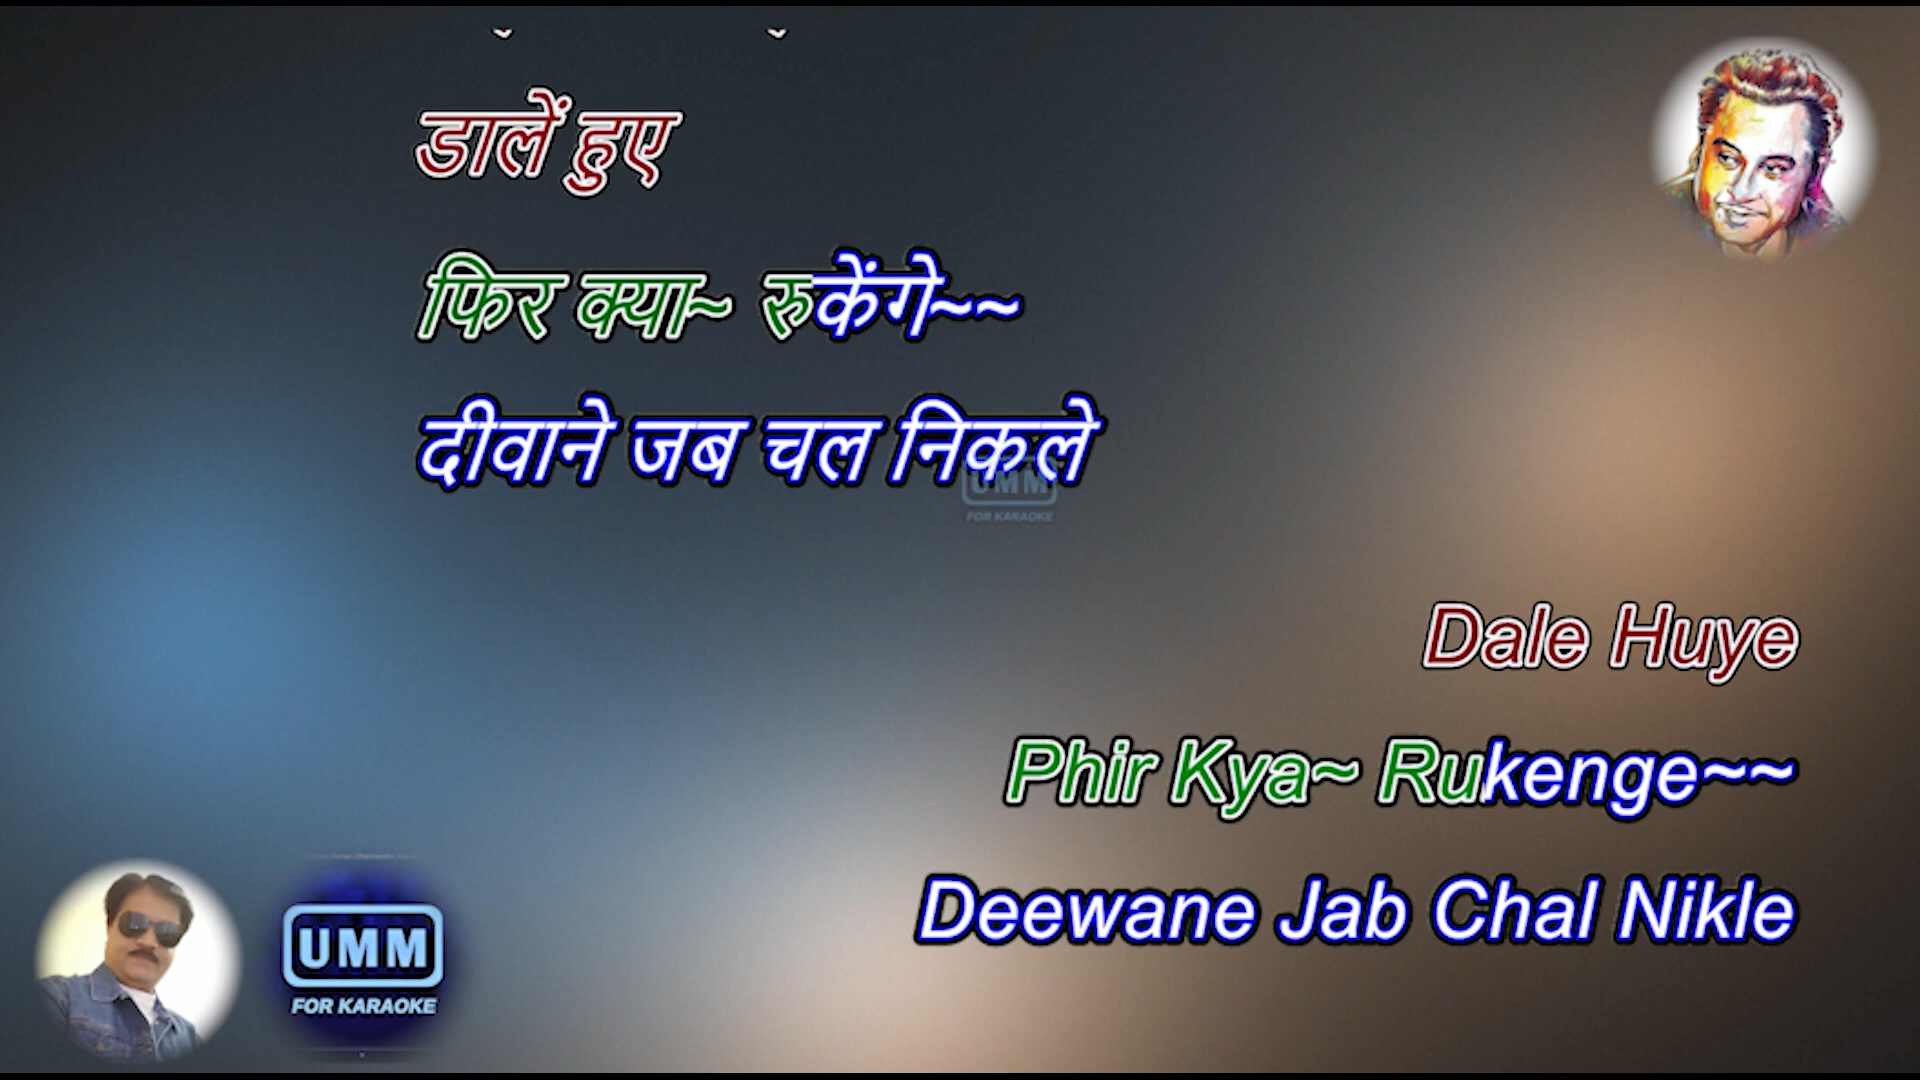 डालें हुए
फिर क्या~ रुकेंगे~~
दीवाने जब चल निकले
UMM
FOR KARAOKE
Dale Huye
Phir Kya~ Rukenge~~
Deewane Jab Chal Nikle
UMM
FOR KARAOKE